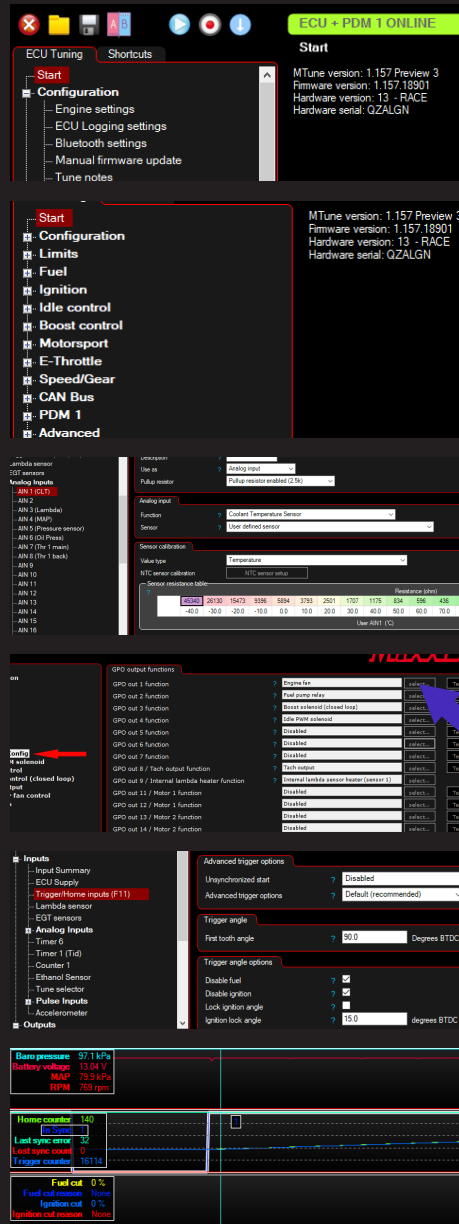 ECU + PDM 1 ONLINE
ECU Tuning Shortcuts
Start
MTune version: 1.157 Preview 3
Firmware version: 1.157.18901
Hardware version: 13 - RACE
Hardware serial: QZALGN
Start
Configuration
Engine settings
ECU Logging settings
Bluetooth settings
Manual firmware update
Tune notes
Start
Configuration
Limits
Fuel
Ignition
Idle control
Boost control
Motorsport
E-Throttle
Speed/Gear
CAN Bus
PDM 1
Advanced
MTune version: 1.157 Preview 3
Firmware version: 1.157.18901
Hardware version: 13 - RACE
Hardware serial: QZALGN
Lambda sensor
EGT sensors
Analog Inputs
AIN 1 (CLT)
AIN 2
AIN 3 (Lambda)
AIN 4 (MAP)
AIN 5 (Pressure sensor)
AIN 6 (Oil Press)
AIN 7 (Thr 1 main)
AIN 8 (Thr 1 back)
AIN 9
AIN 10
AIN 11
AIN 12
AIN 13
AIN 14
AIN 15
AIN 16
Description ?
Use as ? Analog input
Pullup resistor Pullup resistor enabled (2.5k)
Analog input
Function ? Coolant Temperature Sensor
Sensor ? User defined sensor
Sensor calibration
Value type Temperature
NTC sensor calibration NTC sensor setup
Sensor resistance table
? Resistance (ohm)
45340 26130 15473 9396 5894 3793 2501 1707 1175 834 596 436
-40.0 -30.0 -20.0 -10.0 0.0 10.0 20.0 30.0 40.0 50.0 60.0 70.0
User AIN1 (°C)
GPO output functions
GPO out 1 function ? Engine fan select...
GPO out 2 function ? Fuel pump relay select...
GPO out 3 function ? Boost solenoid (closed loop) select...
GPO out 4 function ? Idle PWM solenoid select...
GPO out 5 function ? Disabled select...
GPO out 6 function ? Disabled select...
GPO out 7 function ? Disabled select...
GPO out 8 / Tach output function ? Tach output select...
GPO out 9 / Internal lambda heater function ? Internal lambda sensor heater (sensor 1) select...
GPO out 11 / Motor 1 function Disabled select...
GPO out 12 / Motor 1 function Disabled select...
GPO out 13 / Motor 2 function Disabled select...
GPO out 14 / Motor 2 function Disabled select...
Inputs
Input Summary
ECU Supply
Trigger/Home inputs (F11)
Lambda sensor
EGT sensors
Analog Inputs
Timer 6
Timer 1 (Tid)
Counter 1
Ethanol Sensor
Tune selector
Pulse Inputs
Accelerometer
Outputs
Advanced trigger options
Unsynchronized start ? Disabled
Advanced trigger options ? Default (recommended)
Trigger angle
First tooth angle ? 90.0 Degrees BTDC
Trigger angle options
Disable fuel ?
Disable ignition ?
Lock ignition angle ?
Ignition lock angle ? 15.0 degrees BTDC
Baro pressure 97.1 kPa
Battery voltage 13.04 V
MAP 79.9 kPa
RPM 769 rpm
Home counter 140
In Sync 1
Last sync error 32
Lost sync count 0
Trigger counter 16114
Fuel cut 0 %
Fuel cut reason None
Ignition cut 0 %
Ignition cut reason None